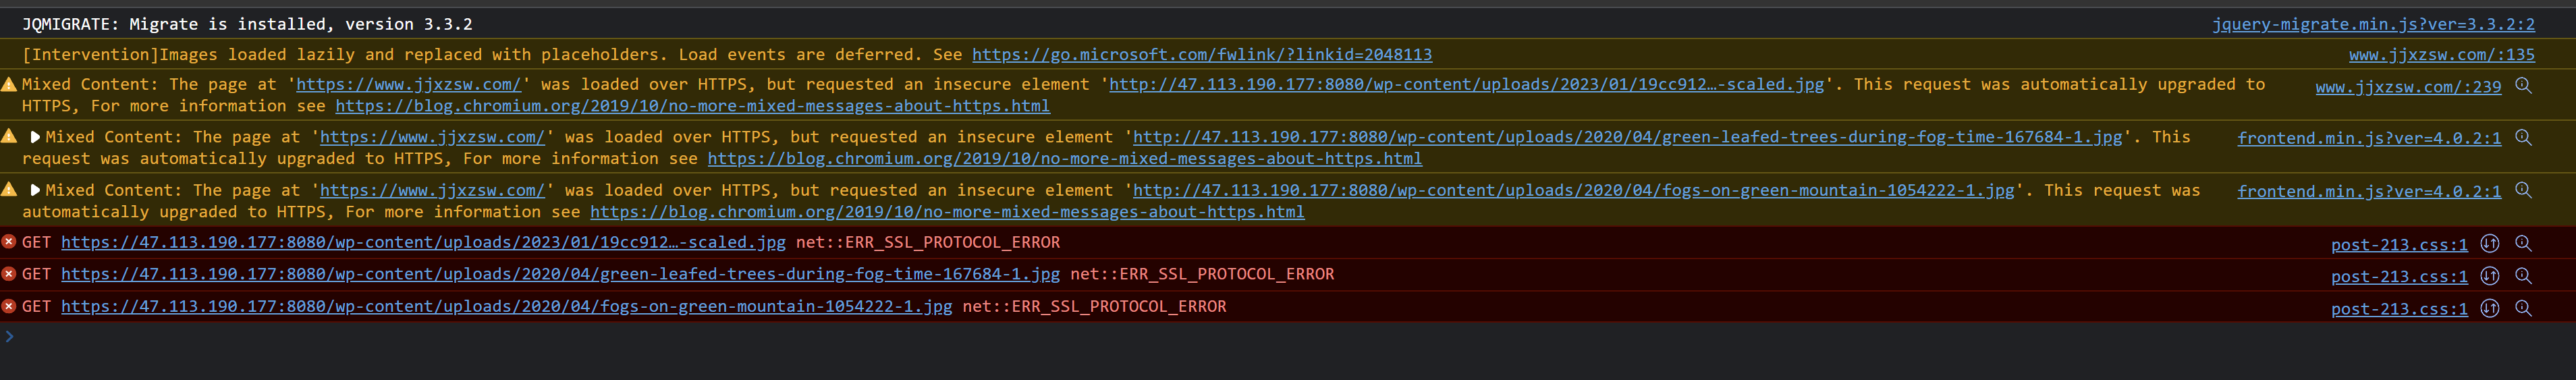 JQMIGRATE: Migrate is installed, version 3.3.2 jquery-migrate.min.js?ver=3.3.2:2
[Intervention]Images loaded lazily and replaced with placeholders. Load events are deferred. See https://go.microsoft.com/fwlink/?linkid=2048113 www.jjxzsw.com/:135
Mixed Content: The page at 'https://www.jjxzsw.com/' was loaded over HTTPS, but requested an insecure element 'http://47.113.190.177:8080/wp-content/uploads/2023/01/19cc912…-scaled.jpg'. This request was automatically upgraded to www.jjxzsw.com/:239
HTTPS, For more information see https://blog.chromium.org/2019/10/no-more-mixed-messages-about-https.html
Mixed Content: The page at 'https://www.jjxzsw.com/' was loaded over HTTPS, but requested an insecure element 'http://47.113.190.177:8080/wp-content/uploads/2020/04/green-leafed-trees-during-fog-time-167684-1.jpg'. This frontend.min.js?ver=4.0.2:1
request was automatically upgraded to HTTPS, For more information see https://blog.chromium.org/2019/10/no-more-mixed-messages-about-https.html
Mixed Content: The page at 'https://www.jjxzsw.com/' was loaded over HTTPS, but requested an insecure element 'http://47.113.190.177:8080/wp-content/uploads/2020/04/fogs-on-green-mountain-1054222-1.jpg'. This request was frontend.min.js?ver=4.0.2:1
automatically upgraded to HTTPS, For more information see https://blog.chromium.org/2019/10/no-more-mixed-messages-about-https.html
GET https://47.113.190.177:8080/wp-content/uploads/2023/01/19cc912…-scaled.jpg net::ERR_SSL_PROTOCOL_ERROR post-213.css:1
GET https://47.113.190.177:8080/wp-content/uploads/2020/04/green-leafed-trees-during-fog-time-167684-1.jpg net::ERR_SSL_PROTOCOL_ERROR post-213.css:1
GET https://47.113.190.177:8080/wp-content/uploads/2020/04/fogs-on-green-mountain-1054222-1.jpg net::ERR_SSL_PROTOCOL_ERROR post-213.css:1